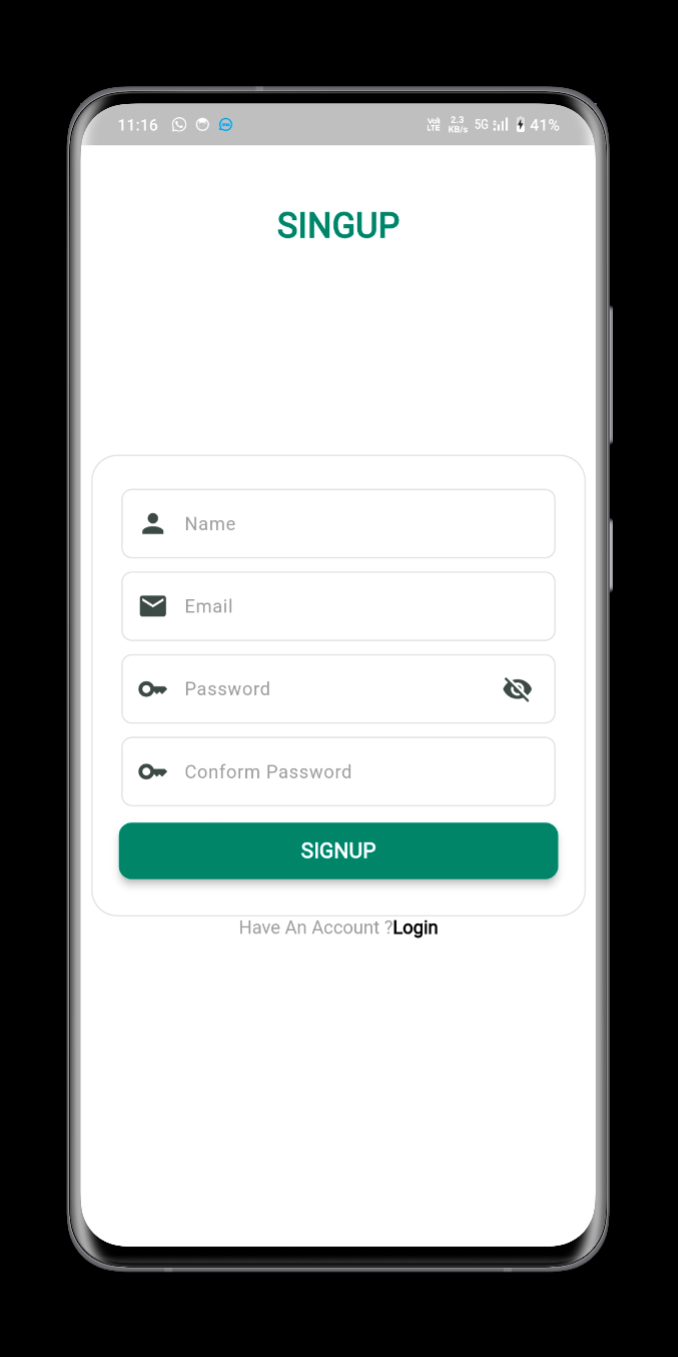 11:16 Vo) LTE 2.3 KB/s 5G 41%
SINGUP
Name
Email
Password
Conform Password
SIGNUP
Have An Account ?Login